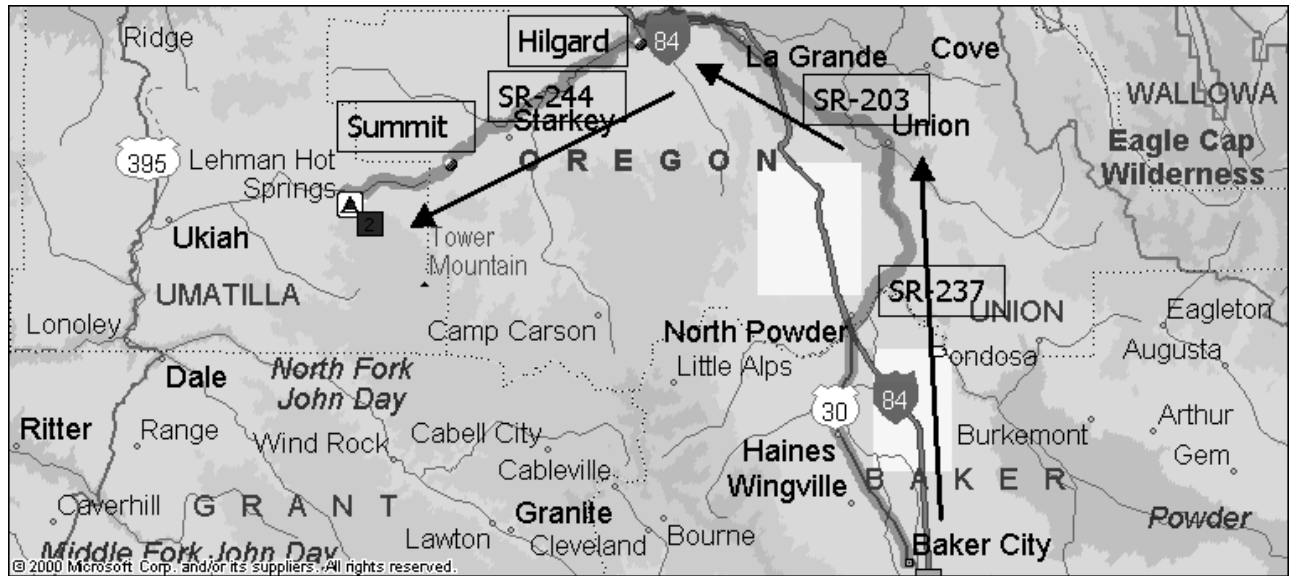 Ridge
Hilgard
84
La Grande
Cove
SR-244
SR-203
WALLOWA
Summit
Starkey
Union
Eagle Cap
Wilderness
395
Lehman Hot
Springs
OREGON
2
Ukiah
Tower
Mountain
UMATILLA
SR-237
UNION
Eagleton
Lonoley
Camp Carson
North Powder
Pondosa
Augusta
Dale
North Fork
John Day
Little Alps
30
84
Arthur
Ritter
Range
Wind Rock
Cabell City
Burkemont
Gem
Haines
Cableville
Wingville
BAKER
Caverhill
GRANT
Granite
Powder
Lawton
Cleveland
Bourne
Baker City
Middle Fork John Day
© 2000 Microsoft Corp. and/or its suppliers. All rights reserved.